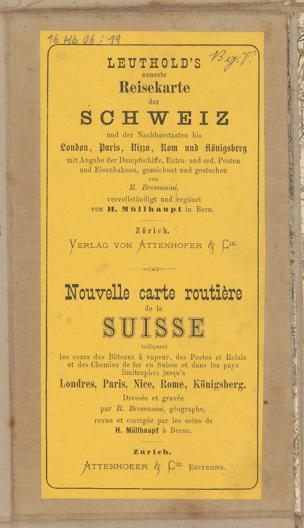 16 Hb 06 : 19
LEUTHOLD'S
neueste
Reisekarte
der
SCHWEIZ
und der Nachbarstaaten bis
London, Paris, Nizza, Rom und Königsberg
mit Angabe der Dampfschiffe, Extra- und ord. Posten
und Eisenbahnen, gezeichnet und gestochen
von
R. Bressanini,
vervollständigt und ergänzt
von H. Müllhaupt in Bern.
Zürich.
VERLAG VON ATTENHOFER & CIE.
Nouvelle carte routière
de la
SUISSE
indiquant
les cours des Bâteaux à vapeur, des Postes et Relais
et des Chemins de fer en Suisse et dans les pays
limitrophes jusqu'à
Londres, Paris, Nice, Rome, Königsberg.
Dressée et gravée
par R. Bressanini, géographe,
revue et corrigée par les soins de
H. Müllhaupt à Berne.
Zurich.
ATTENHOFER & CIE. EDITEURS.